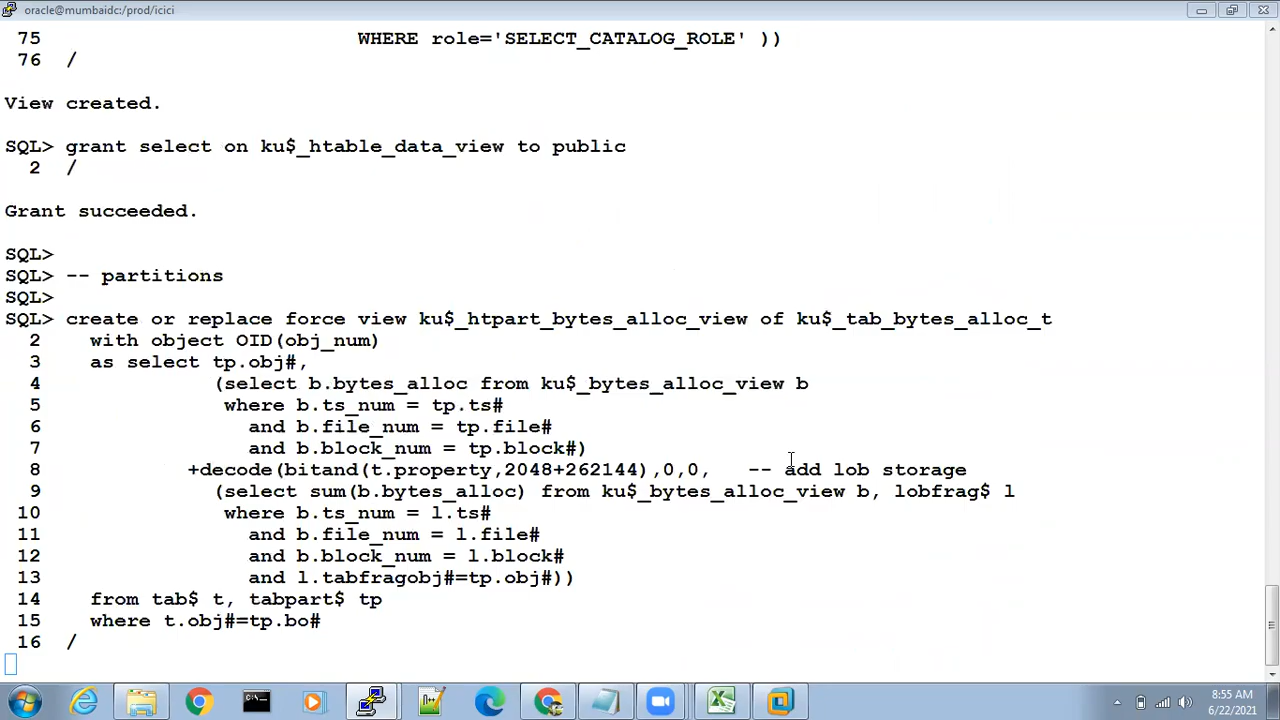 oracle@mumbaidc:/prod/icici
75 WHERE role='SELECT_CATALOG_ROLE' ))
76 /
View created.
SQL> grant select on ku$_htable_data_view to public
2 /
Grant succeeded.
SQL>
SQL> -- partitions
SQL>
SQL> create or replace force view ku$_htpart_bytes_alloc_view of ku$_tab_bytes_alloc_t
2 with object OID(obj_num)
3 as select tp.obj#,
4 (select b.bytes_alloc from ku$_bytes_alloc_view b
5 where b.ts_num = tp.ts#
6 and b.file_num = tp.file#
7 and b.block_num = tp.block#)
8 +decode(bitand(t.property,2048+262144),0,0, -- add lob storage
9 (select sum(b.bytes_alloc) from ku$_bytes_alloc_view b, lobfrag$ l
10 where b.ts_num = l.ts#
11 and b.file_num = l.file#
12 and b.block_num = l.block#
13 and l.tabfragobj#=tp.obj#))
14 from tab$ t, tabpart$ tp
15 where t.obj#=tp.bo#
16 /
8:55 AM
6/22/2021